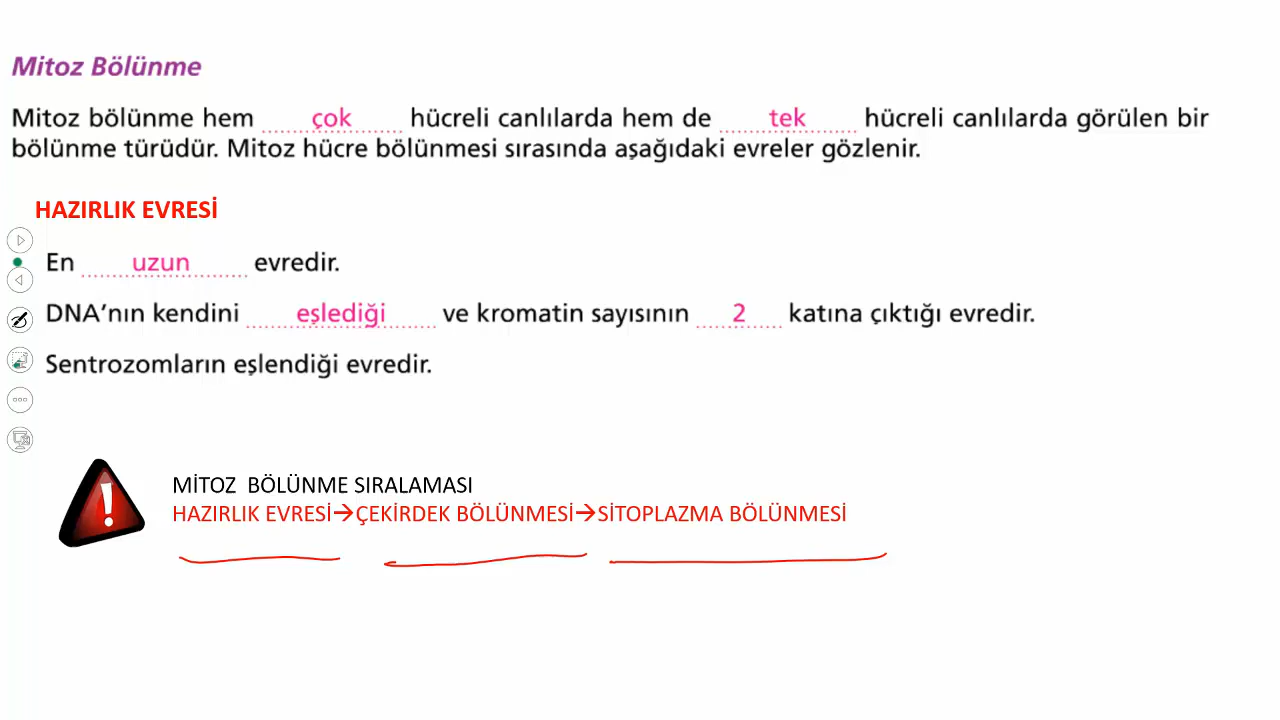 Mitoz Bölünme
Mitoz bölünme hem çok hücreli canlılarda hem de tek hücreli canlılarda görülen bir
bölünme türüdür. Mitoz hücre bölünmesi sırasında aşağıdaki evreler gözlenir.
HAZIRLIK EVRESİ
En uzun evredir.
DNA’nın kendini eşlediği ve kromatin sayısının 2 katına çıktığı evredir.
Sentrozomların eşlendiği evredir.
MİTOZ BÖLÜNME SIRALAMASI
HAZIRLIK EVRESİ→ÇEKİRDEK BÖLÜNMESİ→SİTOPLAZMA BÖLÜNMESİ